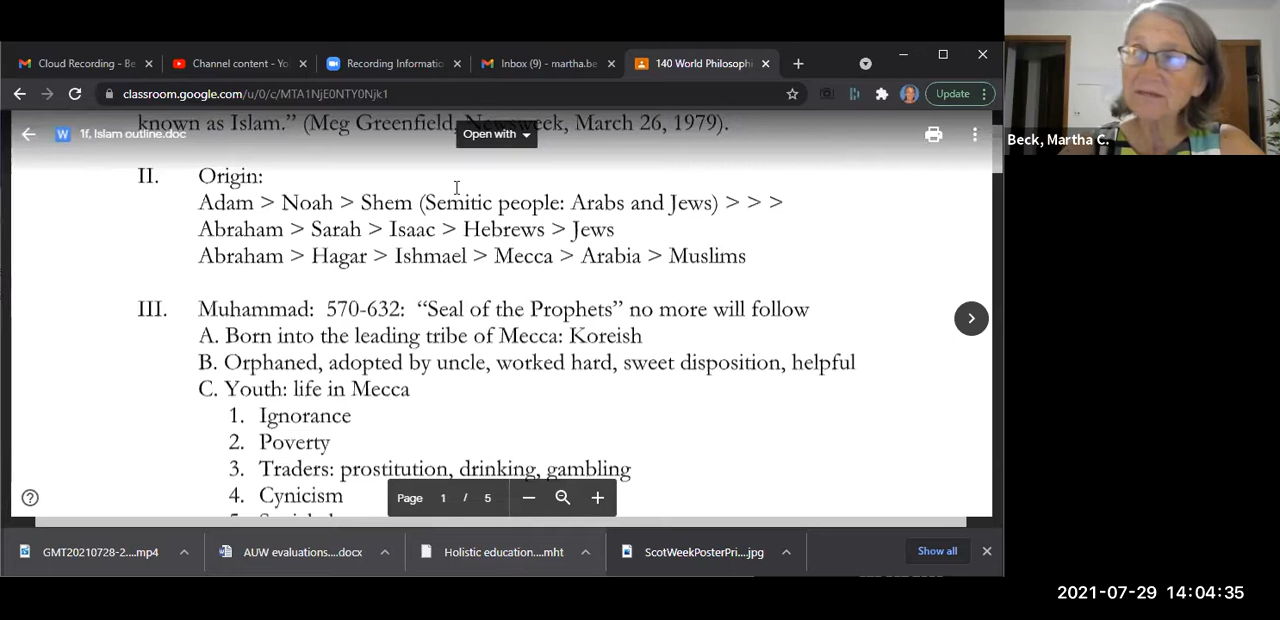 Cloud Recording - Be
Channel content - Yo
Recording Informatio
Inbox (9) - martha.be
140 World Philosophi
classroom.google.com/u/0/c/MTA1NjE0NTY0Njk1
Update
known as Islam.” (Meg Greenfield, Newsweek, March 26, 1979).
W 1f, Islam outline.doc
Open with
Beck, Martha C.
II. Origin:
Adam > Noah > Shem (Semitic people: Arabs and Jews) > > >
Abraham > Sarah > Isaac > Hebrews > Jews
Abraham > Hagar > Ishmael > Mecca > Arabia > Muslims
III. Muhammad: 570-632: “Seal of the Prophets” no more will follow
A. Born into the leading tribe of Mecca: Koreish
B. Orphaned, adopted by uncle, worked hard, sweet disposition, helpful
C. Youth: life in Mecca
1. Ignorance
2. Poverty
3. Traders: prostitution, drinking, gambling
4. Cynicism
Page 1 / 5
GMT20210728-2....mp4
AUW evaluations....docx
Holistic education....mht
ScotWeekPosterPri....jpg
Show all
2021-07-29 14:04:35